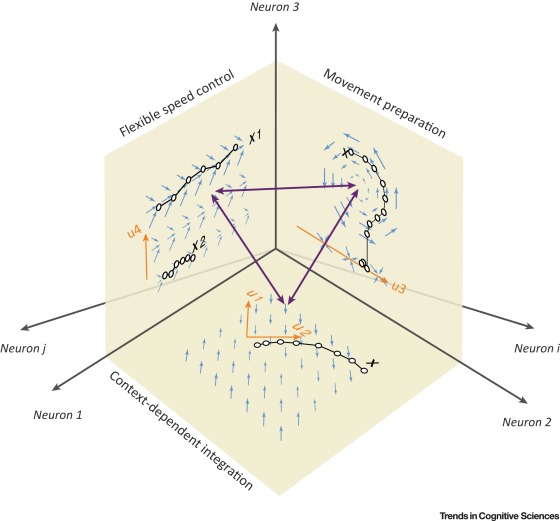 Neuron 3
Flexible speed control
Movement preparation
x1
x2
x
u4
u3
Neuron j
Neuron i
u1
u2
x
Neuron 1
Neuron 2
Context-dependent integration
Trends in Cognitive Sciences